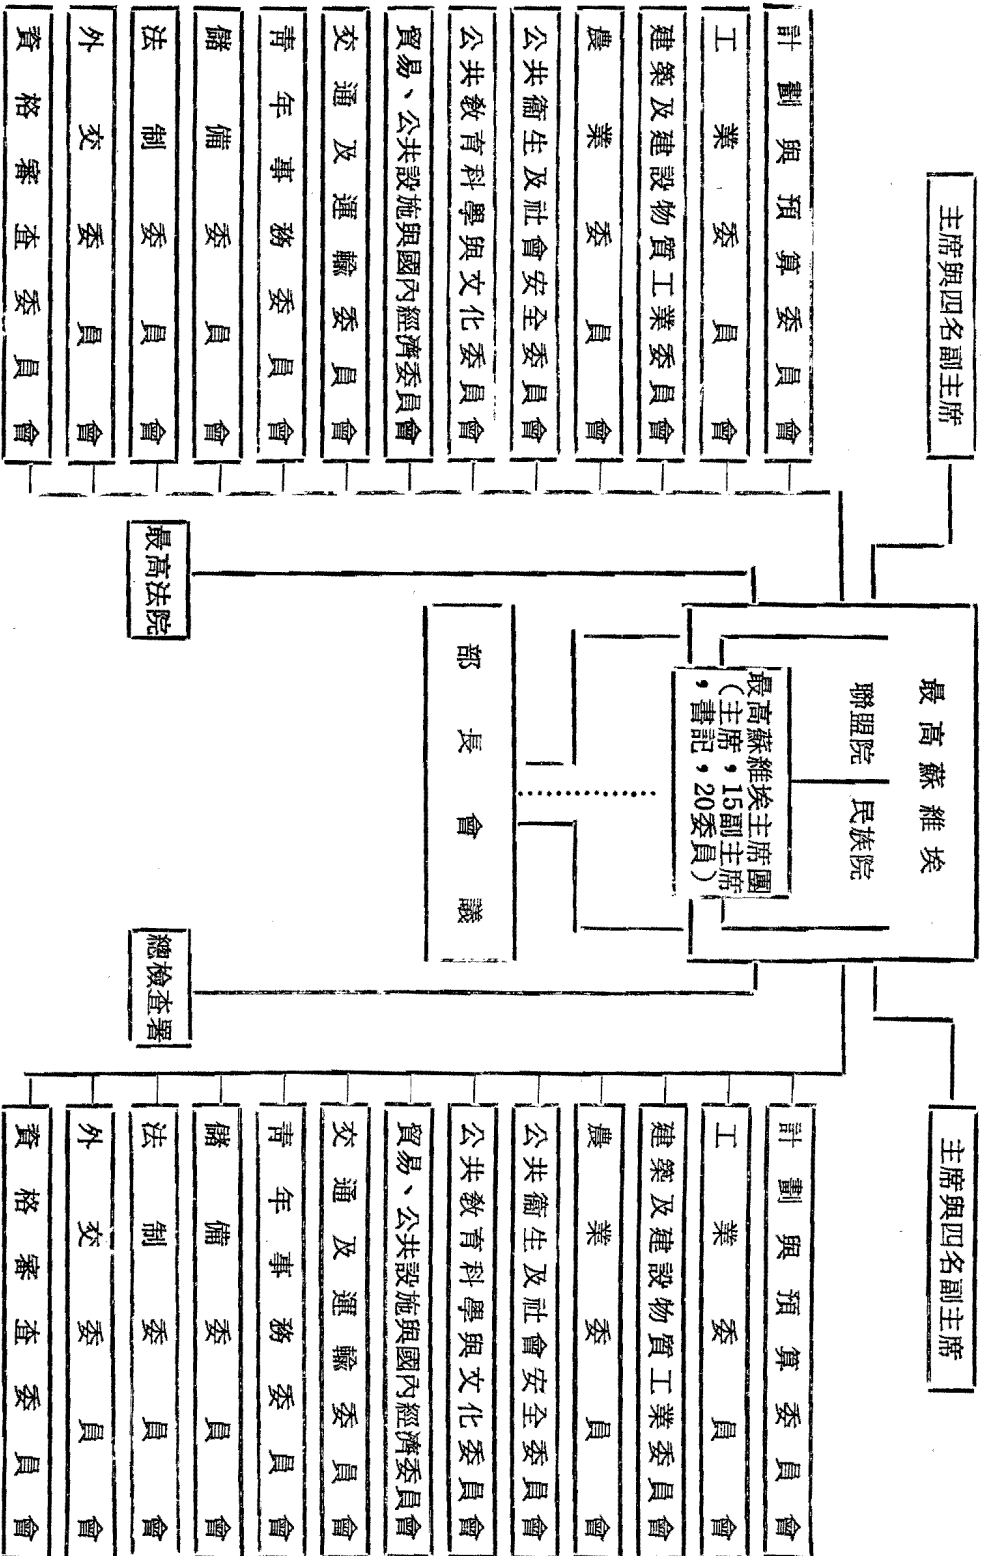 最高蘇維埃
聯盟院 民族院
主席與四名副主席
主席與四名副主席
最高蘇維埃主席團
（主席，15副主席
，書記，20委員）
部長會議
最高法院
總檢查署
計劃與預算委員會
工業委員會
建築及建設物質工業委員會
農業委員會
公共衞生及社會安全委員會
公共敎育科學與文化委員會
貿易、公共設施與國內經濟委員會
交通及運輸委員會
靑年事務委員會
儲備委員會
法制委員會
外交委員會
資格審查委員會
計劃與預算委員會
工業委員會
建築及建設物質工業委員會
農業委員會
公共衞生及社會安全委員會
公共敎育科學與文化委員會
貿易、公共設施與國內經濟委員會
交通及運輸委員會
靑年事務委員會
儲備委員會
法制委員會
外交委員會
資格審查委員會